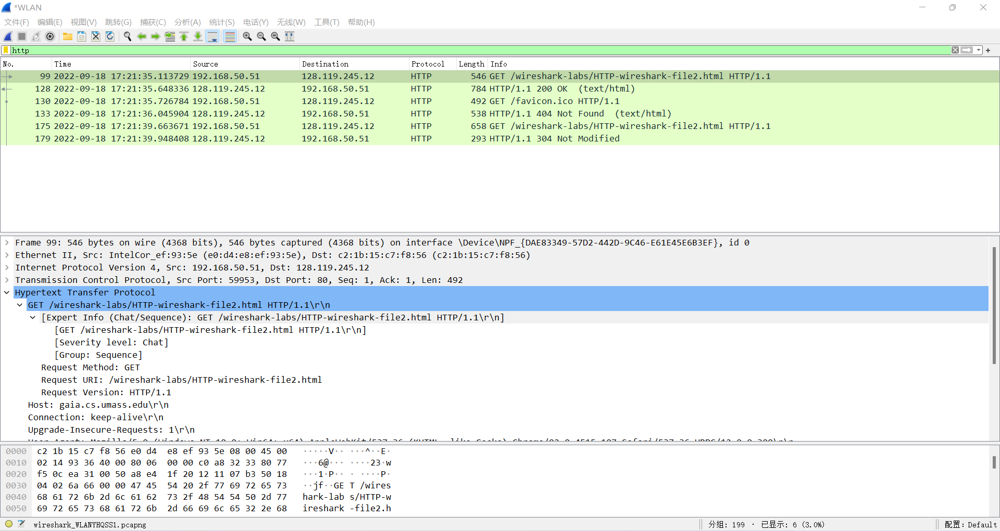 *WLAN
文件(F) 编辑(E) 视图(V) 跳转(G) 捕获(C) 分析(A) 统计(S) 电话(Y) 无线(W) 工具(T) 帮助(H)
http
No. Time Source Destination Protocol Length Info
99 2022-09-18 17:21:35.113729 192.168.50.51 128.119.245.12 HTTP 546 GET /wireshark-labs/HTTP-wireshark-file2.html HTTP/1.1
128 2022-09-18 17:21:35.648336 128.119.245.12 192.168.50.51 HTTP 784 HTTP/1.1 200 OK (text/html)
130 2022-09-18 17:21:35.726784 192.168.50.51 128.119.245.12 HTTP 492 GET /favicon.ico HTTP/1.1
133 2022-09-18 17:21:36.045904 128.119.245.12 192.168.50.51 HTTP 538 HTTP/1.1 404 Not Found (text/html)
175 2022-09-18 17:21:39.663671 192.168.50.51 128.119.245.12 HTTP 658 GET /wireshark-labs/HTTP-wireshark-file2.html HTTP/1.1
179 2022-09-18 17:21:39.948408 128.119.245.12 192.168.50.51 HTTP 293 HTTP/1.1 304 Not Modified
Frame 99: 546 bytes on wire (4368 bits), 546 bytes captured (4368 bits) on interface \Device\NPF_{DAE83349-57D2-442D-9C46-E61E45E6B3EF}, id 0
Ethernet II, Src: IntelCor_ef:93:5e (e0:d4:e8:ef:93:5e), Dst: c2:1b:15:c7:f8:56 (c2:1b:15:c7:f8:56)
Internet Protocol Version 4, Src: 192.168.50.51, Dst: 128.119.245.12
Transmission Control Protocol, Src Port: 59953, Dst Port: 80, Seq: 1, Ack: 1, Len: 492
Hypertext Transfer Protocol
GET /wireshark-labs/HTTP-wireshark-file2.html HTTP/1.1\r\n
[Expert Info (Chat/Sequence): GET /wireshark-labs/HTTP-wireshark-file2.html HTTP/1.1\r\n]
[GET /wireshark-labs/HTTP-wireshark-file2.html HTTP/1.1\r\n]
[Severity level: Chat]
[Group: Sequence]
Request Method: GET
Request URI: /wireshark-labs/HTTP-wireshark-file2.html
Request Version: HTTP/1.1
Host: gaia.cs.umass.edu\r\n
Connection: keep-alive\r\n
Upgrade-Insecure-Requests: 1\r\n
0000 c2 1b 15 c7 f8 56 e0 d4 e8 ef 93 5e 08 00 45 00 ·····V·· ···^··E·
0010 02 14 93 36 40 00 80 06 00 00 c0 a8 32 33 80 77 ···6@··· ····23·w
0020 f5 0c ea 31 00 50 a8 e4 1f 20 12 11 07 b3 50 18 ···1·P·· · ····P·
0030 04 02 6a 66 00 00 47 45 54 20 2f 77 69 72 65 73 ··jf··GE T /wires
0040 68 61 72 6b 2d 6c 61 62 73 2f 48 54 54 50 2d 77 hark-lab s/HTTP-w
0050 69 72 65 73 68 61 72 6b 2d 66 69 6c 65 32 2e 68 ireshark -file2.h
wireshark_WLANYHQSS1.pcapng 分组: 199 · 已显示: 6 (3.0%) 配置: Default